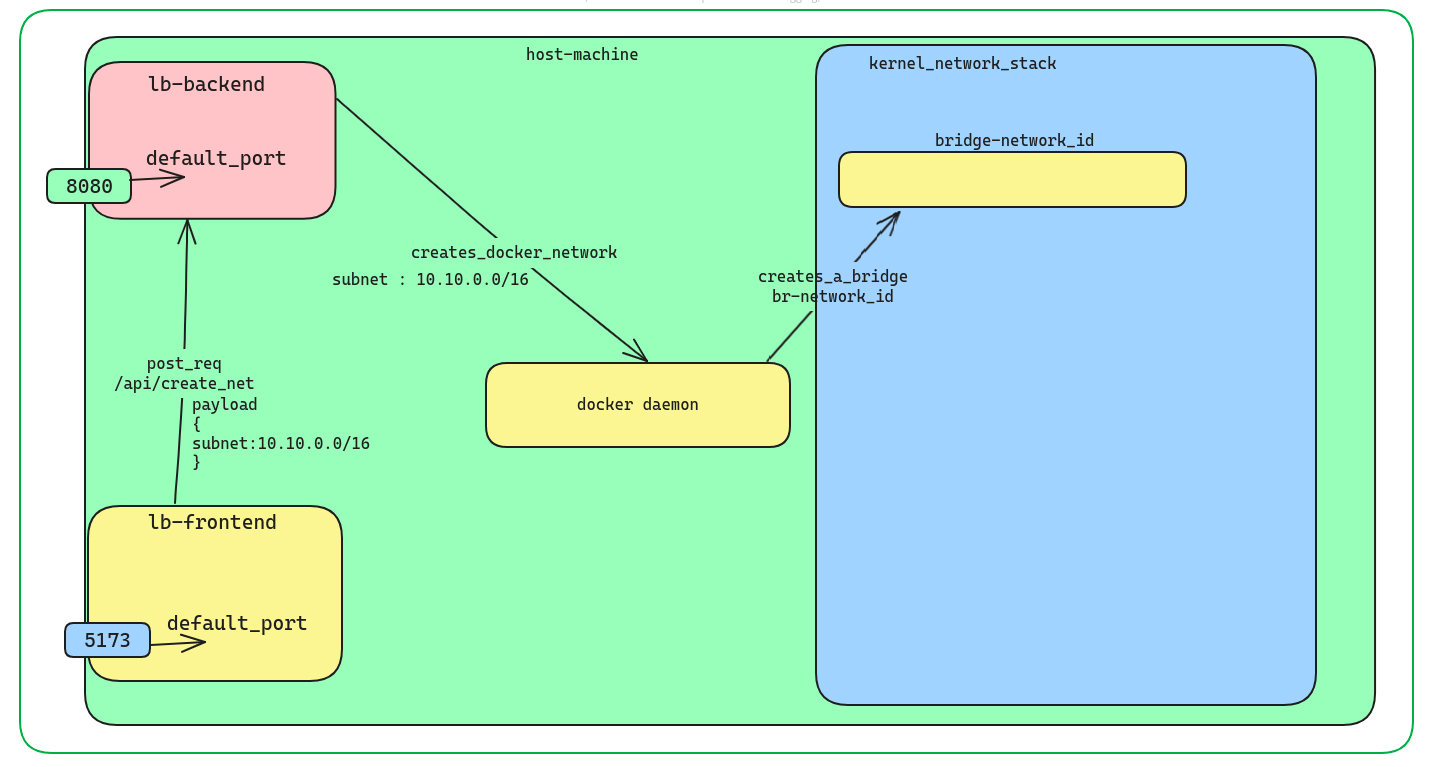 host-machine
kernel_network_stack
lb-backend
default_port
8080
bridge-network_id
creates_docker_network
subnet : 10.10.0.0/16
creates_a_bridge
br-network_id
post_req
/api/create_net
payload
{
subnet:10.10.0.0/16
}
docker daemon
lb-frontend
default_port
5173